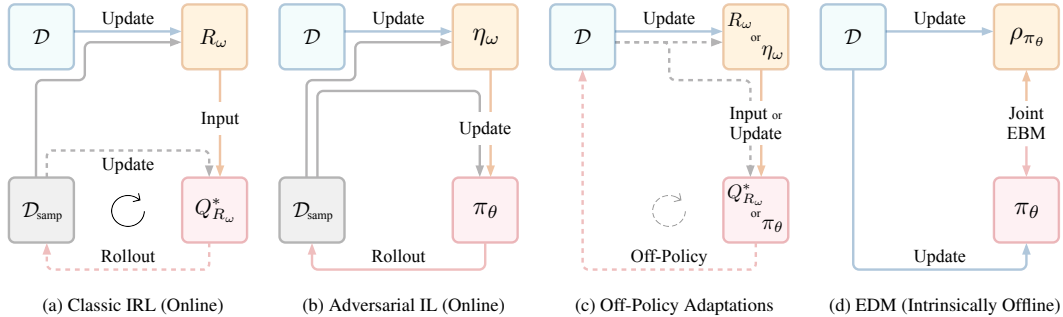 𝒟
Update
R_ω
Input
Update
𝒟_samp
Q*_{R_ω}
Rollout
(a) Classic IRL (Online)
𝒟
Update
η_ω
Update
𝒟_samp
π_θ
Rollout
(b) Adversarial IL (Online)
𝒟
Update
R_ω
or
η_ω
Input or
Update
Q*_{R_ω}
or
π_θ
Off-Policy
(c) Off-Policy Adaptations
𝒟
Update
ρ_{π_θ}
Joint
EBM
π_θ
Update
(d) EDM (Intrinsically Offline)